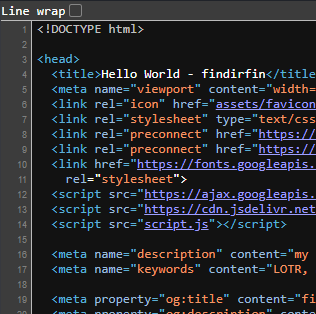 Line wrap
1 <!DOCTYPE html>
2
3 <head>
4 <title>Hello World - findirfin</title
5 <meta name="viewport" content="width=
6 <link rel="icon" href="assets/favicon
7 <link rel="stylesheet" type="text/css
8 <link rel="preconnect" href="https://
9 <link rel="preconnect" href="https://
10 <link href="https://fonts.googleapis.
11 rel="stylesheet">
12 <script src="https://ajax.googleapis.
13 <script src="https://cdn.jsdelivr.net
14 <script src="script.js"></script>
15
16 <meta name="description" content="my
17 <meta name="keywords" content="LOTR,
18
19 <meta property="og:title" content="fi
<meta property="og:description" conten